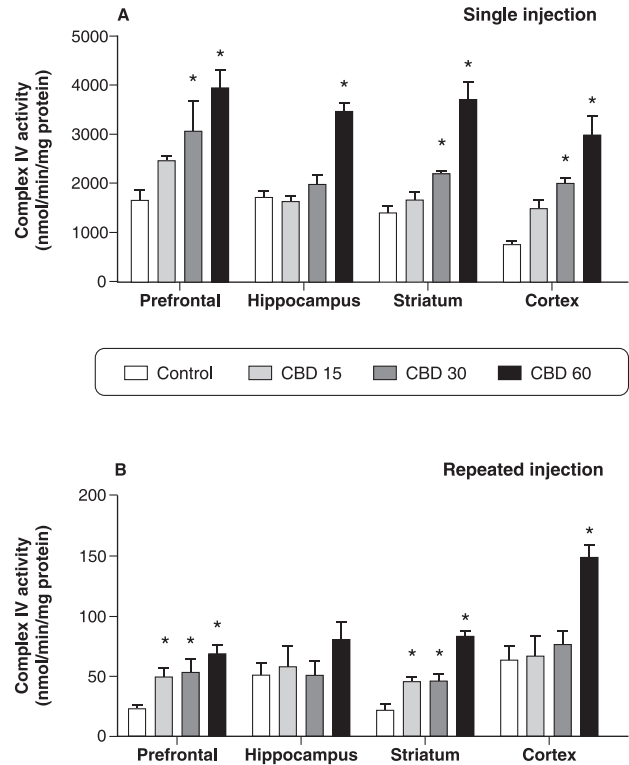 A
Single injection
Complex IV activity
(nmol/min/mg protein)
5000
4000
3000
2000
1000
0
*
*
*
*
*
*
*
Prefrontal
Hippocampus
Striatum
Cortex
Control
CBD 15
CBD 30
CBD 60
B
Repeated injection
Complex IV activity
(nmol/min/mg protein)
200
150
100
50
0
*
*
*
*
*
*
*
Prefrontal
Hippocampus
Striatum
Cortex